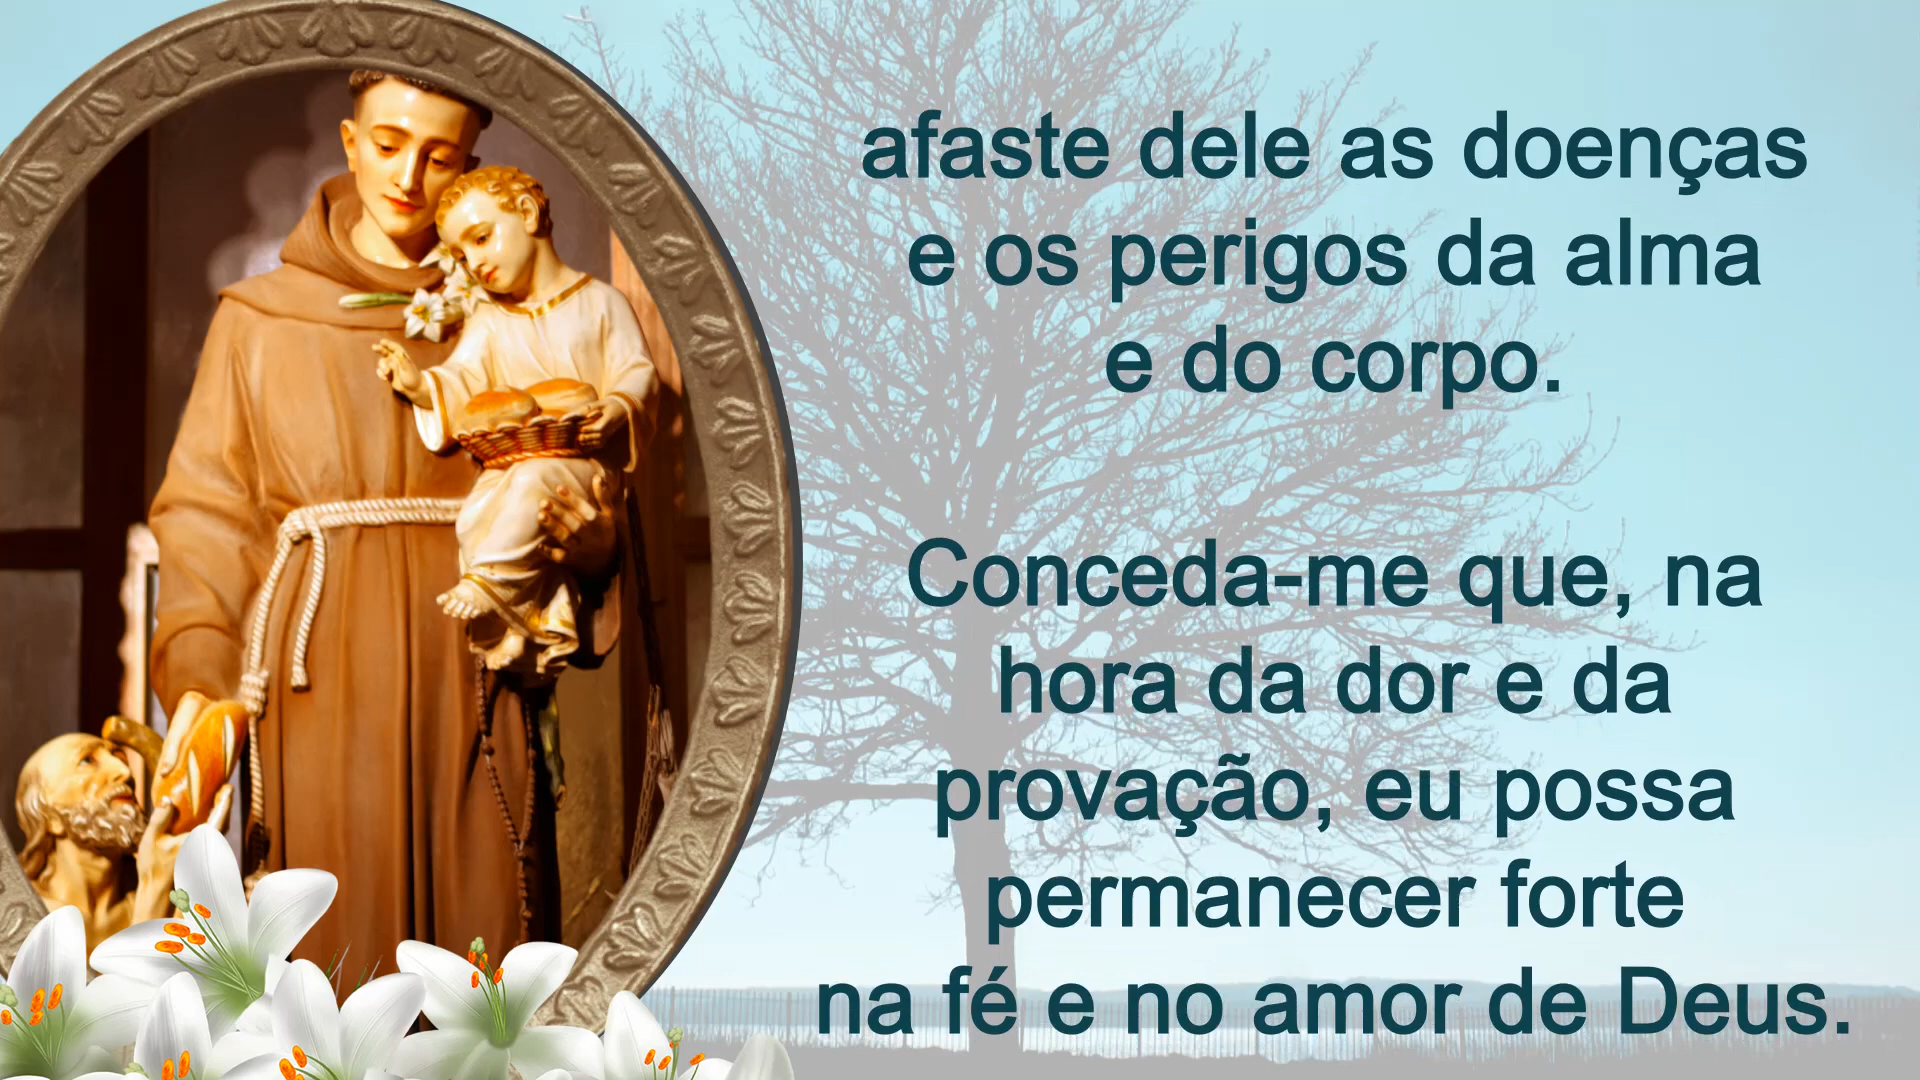 afaste dele as doenças
e os perigos da alma
e do corpo.
Conceda-me que, na
hora da dor e da
provação, eu possa
permanecer forte
na fé e no amor de Deus.